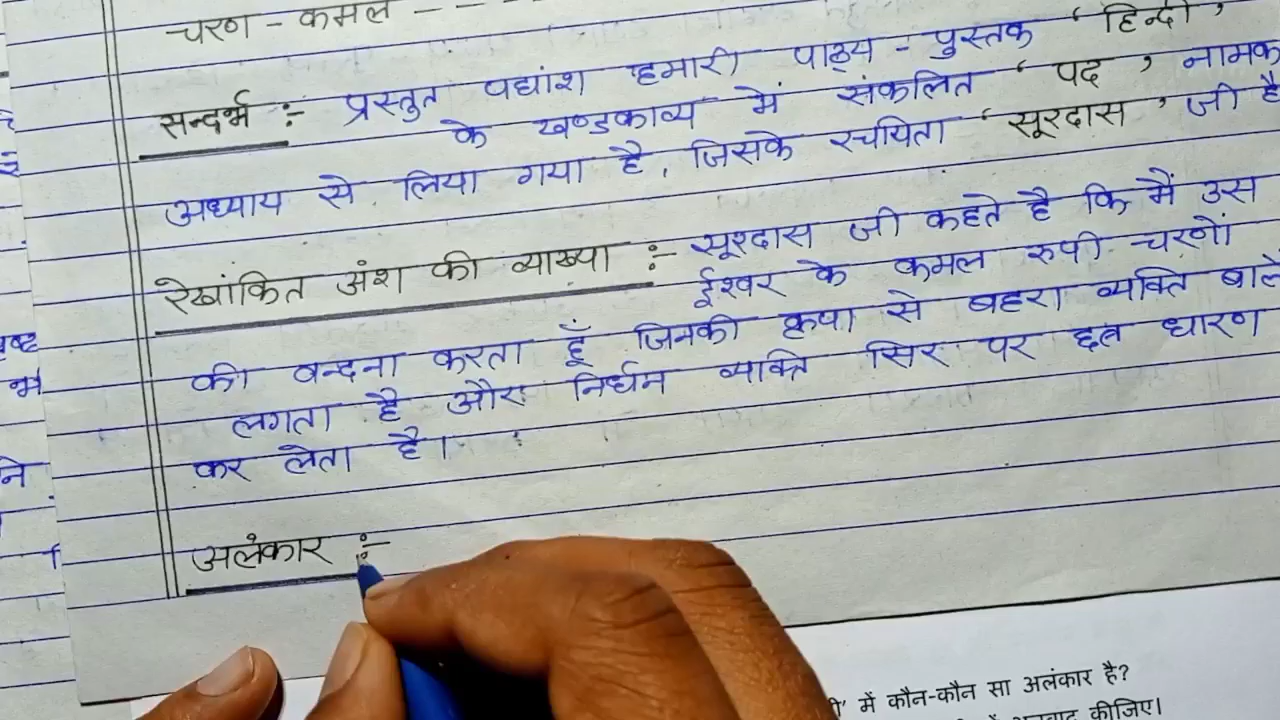 चरण - कमल - - -
सन्दर्भ :- प्रस्तुत पद्यांश हमारी पाठ्य - पुस्तक ' हिन्दी '
के खण्डकाव्य में संकलित ' पद ' नामक
अध्याय से लिया गया है, जिसके रचयिता ' सूरदास ' जी है
रेखांकित अंश की व्याख्या :- सूरदास जी कहते है कि मैं उस
ईश्वर के कमल रुपी चरणों
की वन्दना करता हूँ जिनकी कृपा से बहरा व्यक्ति
लगता है और निर्धन व्यक्ति सिर पर छत्र धारण
कर लेता है।
अलंकार :-
में कौन-कौन सा अलंकार है?
कीजिए।